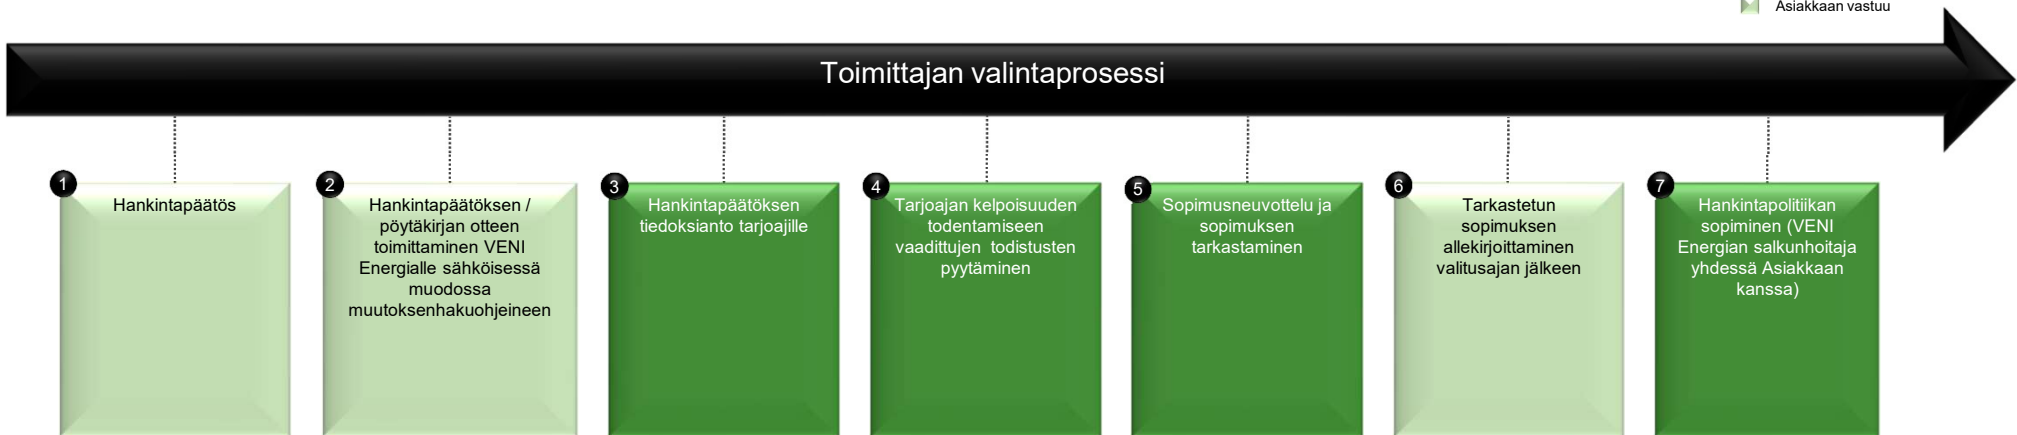 Asiakkaan vastuu
Toimittajan valintaprosessi
1
Hankintapäätös
2
Hankintapäätöksen /
pöytäkirjan otteen
toimittaminen VENI
Energialle sähköisessä
muodossa
muutoksenhakuohjeineen
3
Hankintapäätöksen
tiedoksianto tarjoajille
4
Tarjoajan kelpoisuuden
todentamiseen
vaadittujen todistusten
pyytäminen
5
Sopimusneuvottelu ja
sopimuksen
tarkastaminen
6
Tarkastetun
sopimuksen
allekirjoittaminen
valitusajan jälkeen
7
Hankintapolitiikan
sopiminen (VENI
Energian salkunhoitaja
yhdessä Asiakkaan
kanssa)